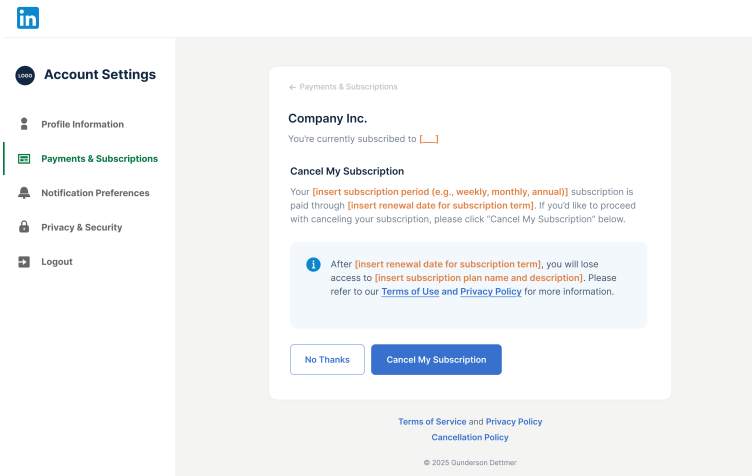 in
LOGO
Account Settings
Profile Information
Payments & Subscriptions
Notification Preferences
Privacy & Security
Logout
← Payments & Subscriptions
Company Inc.
You're currently subscribed to [__]
Cancel My Subscription
Your [insert subscription period (e.g., weekly, monthly, annual)] subscription is
paid through [insert renewal date for subscription term]. If you'd like to proceed
with canceling your subscription, please click "Cancel My Subscription" below.
After [insert renewal date for subscription term], you will lose
access to [insert subscription plan name and description]. Please
refer to our Terms of Use and Privacy Policy for more information.
No Thanks
Cancel My Subscription
Terms of Service and Privacy Policy
Cancellation Policy
© 2025 Gunderson Dettmer